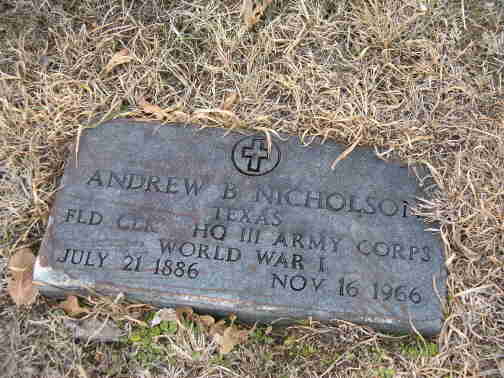 ANDREW B NICHOLSON
TEXAS
FLD CLK HQ III ARMY CORPS
WORLD WAR I
JULY 21 1886 NOV 16 1966